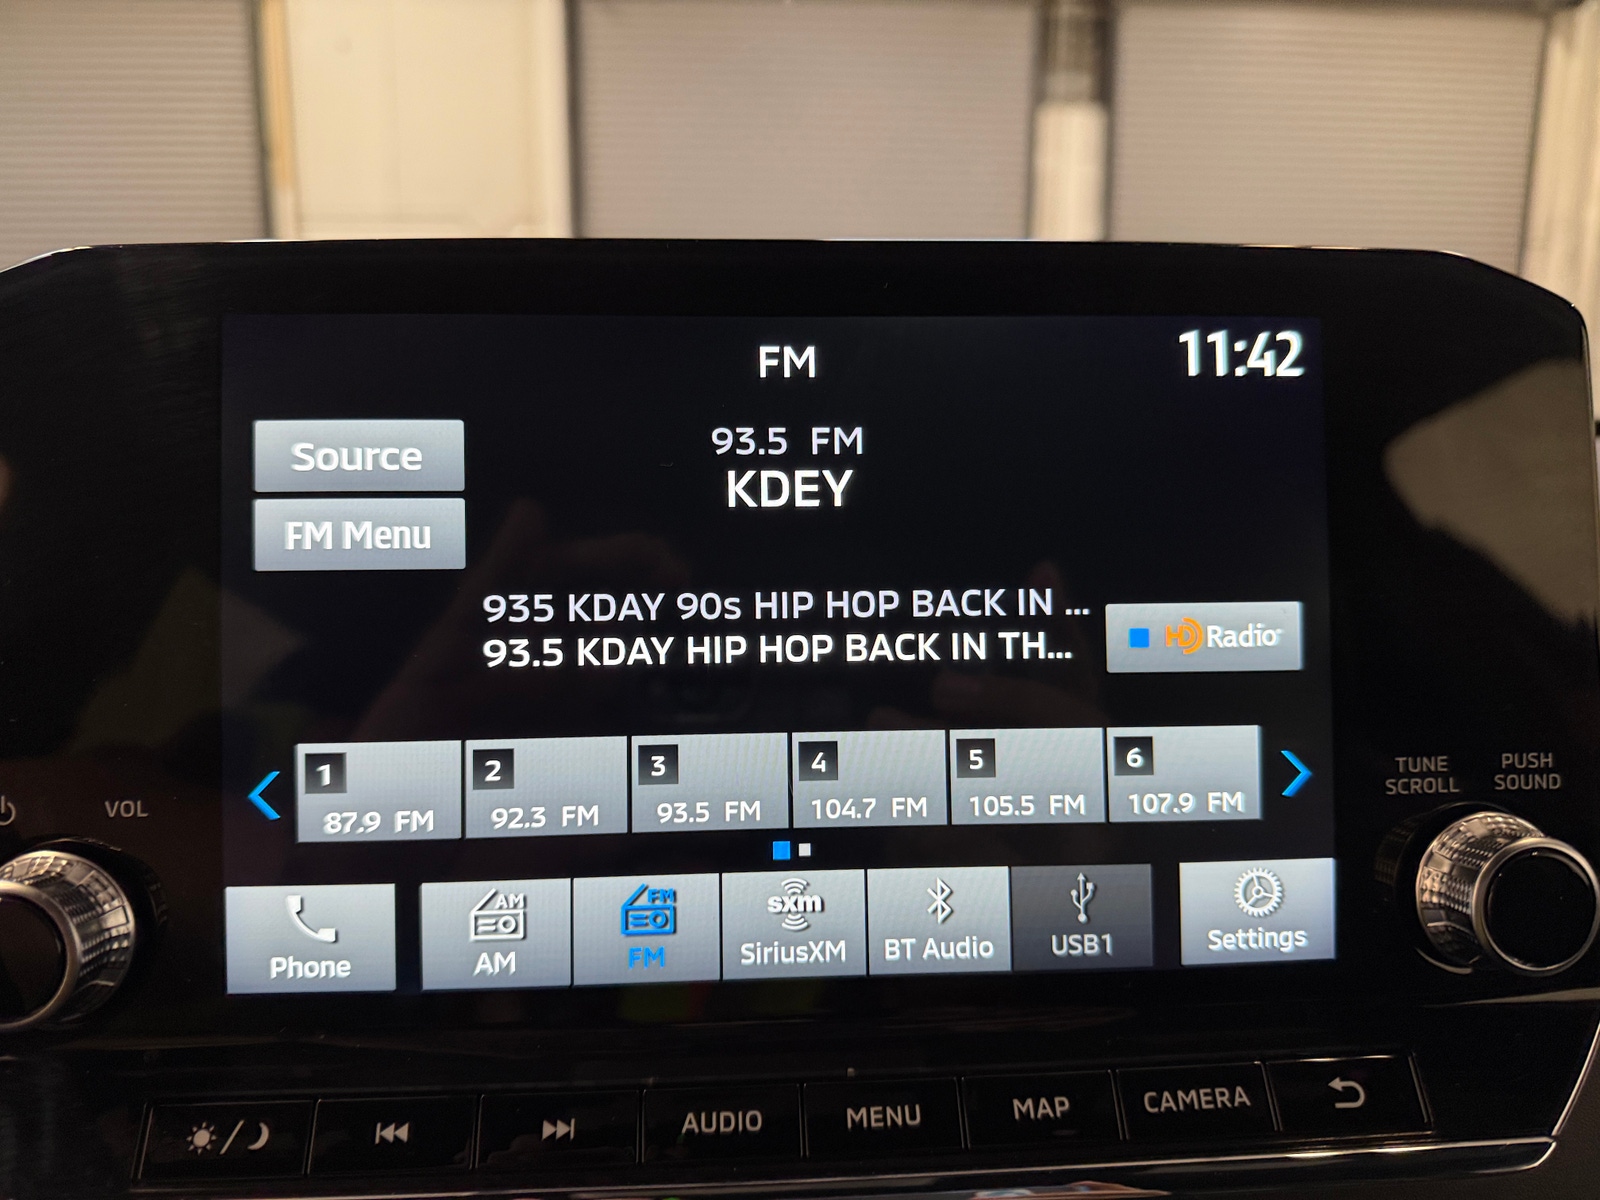 FM
11:42
Source
93.5 FM
KDEY
FM Menu
935 KDAY 90s HIP HOP BACK IN ...
93.5 KDAY HIP HOP BACK IN TH...
HD Radio
1
87.9 FM
2
92.3 FM
3
93.5 FM
4
104.7 FM
5
105.5 FM
6
107.9 FM
VOL
TUNE
SCROLL
PUSH
SOUND
Phone
AM
AM
FM
FM
sxm
SiriusXM
BT Audio
USB1
Settings
AUDIO
MENU
MAP
CAMERA